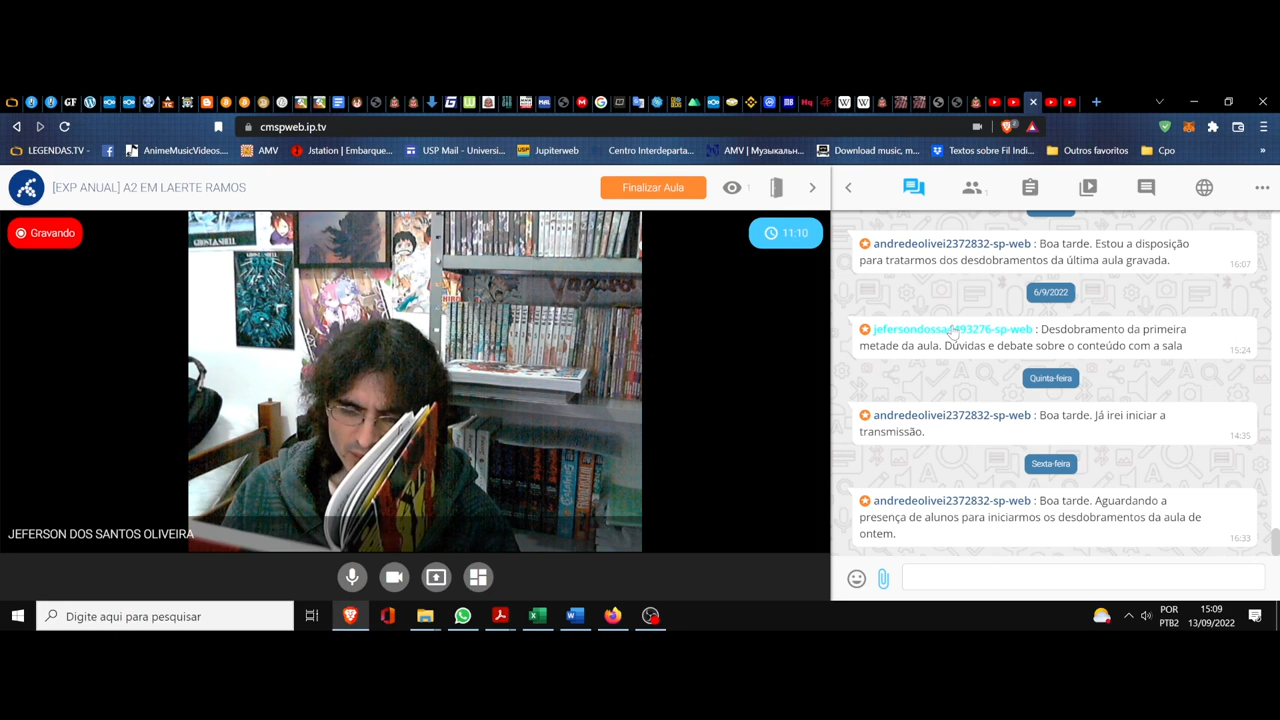 cmspweb.ip.tv
2
LEGENDAS.TV -
AnimeMusicVideos...
AMV
Jstation | Embarque...
USP Mail - Universi...
Jupiterweb
Centro Interdeparta...
AMV | Музыкальн...
Download music, m...
Textos sobre Fil Indi...
Outros favoritos
Cpo
»
[EXP ANUAL] A2 EM LAERTE RAMOS
Finalizar Aula
1
1
Gravando
11:10
JEFERSON DOS SANTOS OLIVEIRA
andredeolivei2372832-sp-web : Boa tarde. Estou a disposição
para tratarmos dos desdobramentos da última aula gravada.
16:07
6/9/2022
: Desdobramento da primeira
metade da aula. Dúvidas e debate sobre o conteúdo com a sala
15:24
Quinta-feira
andredeolivei2372832-sp-web : Boa tarde. Já irei iniciar a
transmissão.
14:35
Sexta-feira
andredeolivei2372832-sp-web : Boa tarde. Aguardando a
presença de alunos para iniciarmos os desdobramentos da aula de
ontem.
16:33
Digite aqui para pesquisar
POR
PTB2
15:09
13/09/2022